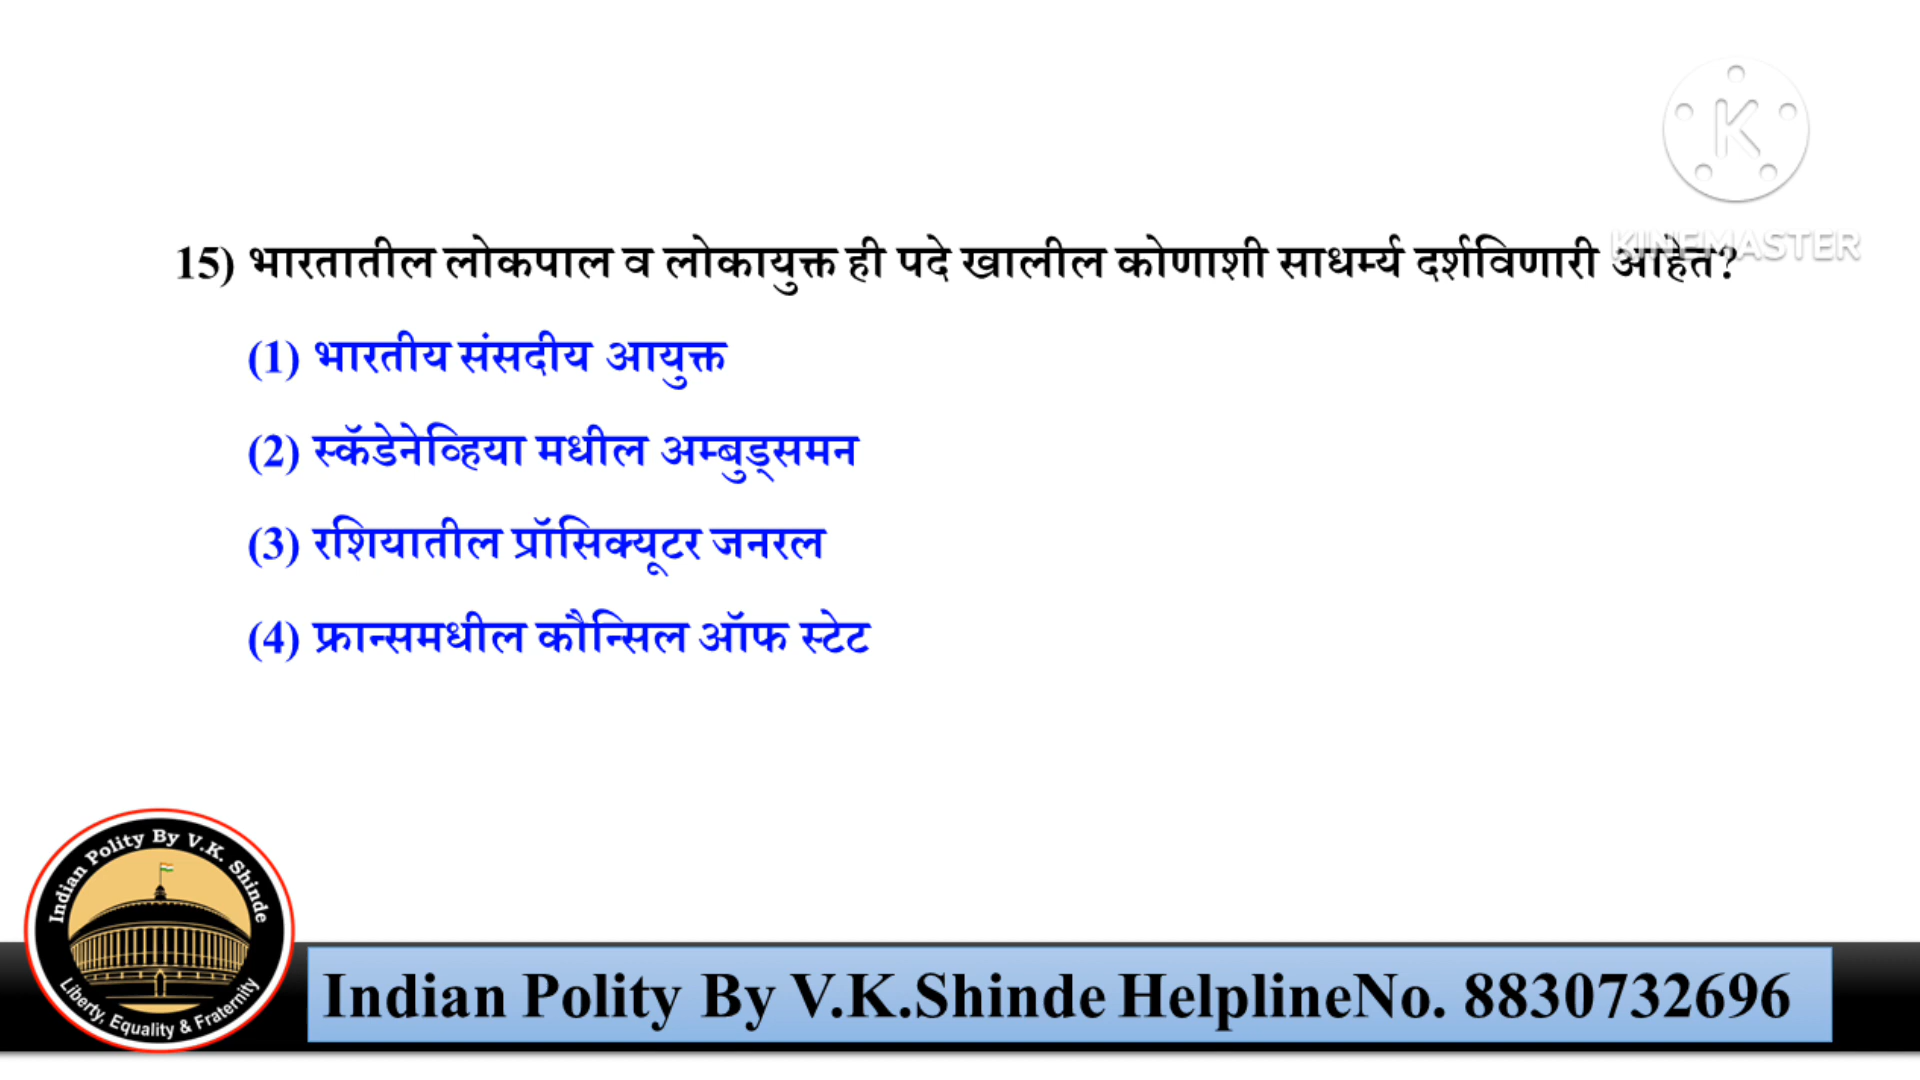 K
KINEMASTER
15) भारतातील लोकपाल व लोकायुक्त ही पदे खालील कोणाशी साधर्म्य दर्शविणारी आहेत?
(1) भारतीय संसदीय आयुक्त
(2) स्कॅडेनेव्हिया मधील अम्बुड्समन
(3) रशियातील प्रॉसिक्यूटर जनरल
(4) फ्रान्समधील कौन्सिल ऑफ स्टेट
Indian Polity By V.K. Shinde
Liberty, Equality & Fraternity
Indian Polity By V.K.Shinde HelplineNo. 8830732696